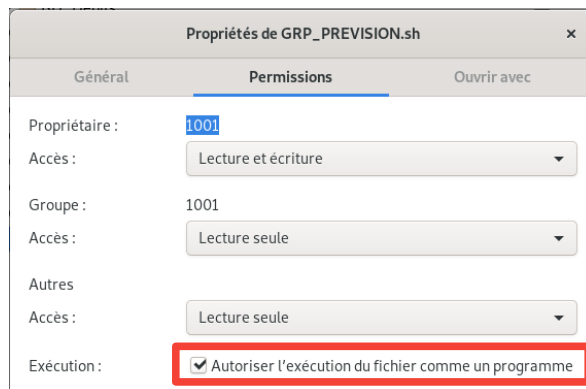 Propriétés de GRP_PREVISION.sh ×
Général Permissions Ouvrir avec
Propriétaire : 1001
Accès : Lecture et écriture
Groupe : 1001
Accès : Lecture seule
Autres
Accès : Lecture seule
Exécution : Autoriser l'exécution du fichier comme un programme